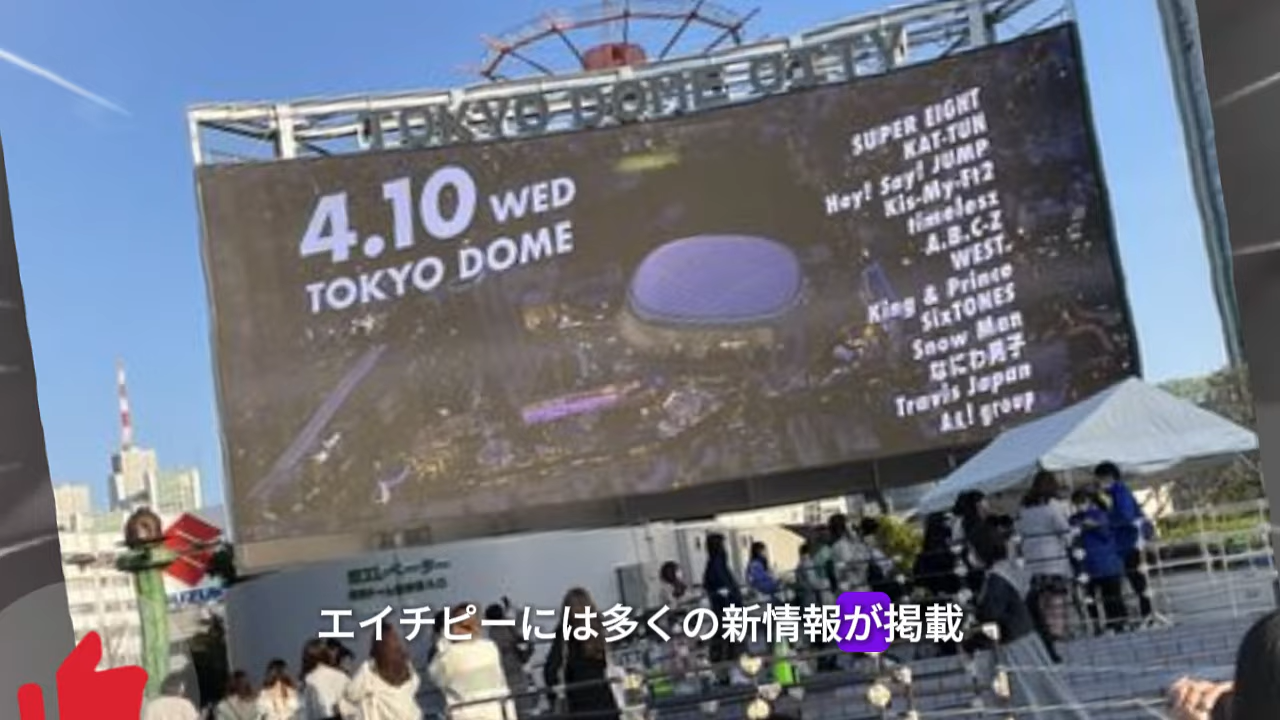 TOKYO DOME CITY
4.10 WED
TOKYO DOME
SUPER EIGHT
KAT-TUN
Hey! Say! JUMP
Kis-My-Ft2
timelesz
A.B.C-Z
WEST.
King & Prince
SixTONES
Snow Man
なにわ男子
Travis Japan
Ae! group
エイチピーには多くの新情報が掲載